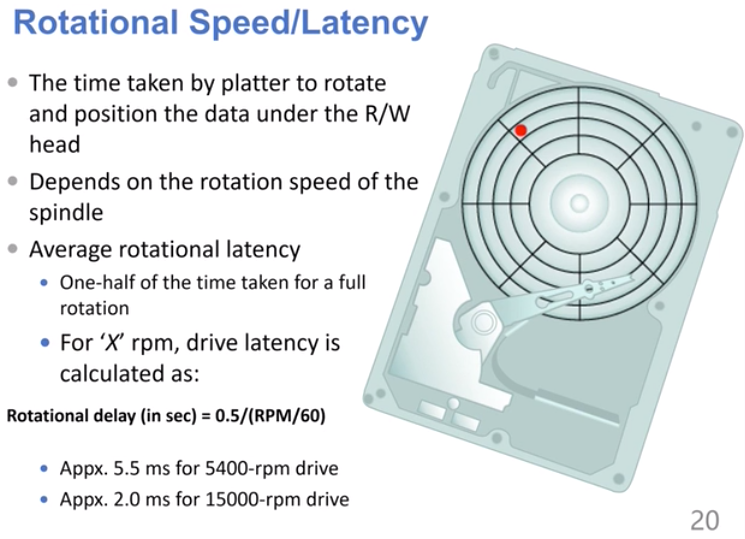 Rotational Speed/Latency
The time taken by platter to rotate
and position the data under the R/W
head
Depends on the rotation speed of the
spindle
Average rotational latency
One-half of the time taken for a full
rotation
For ‘X’ rpm, drive latency is
calculated as:
Rotational delay (in sec) = 0.5/(RPM/60)
Appx. 5.5 ms for 5400-rpm drive
Appx. 2.0 ms for 15000-rpm drive
20